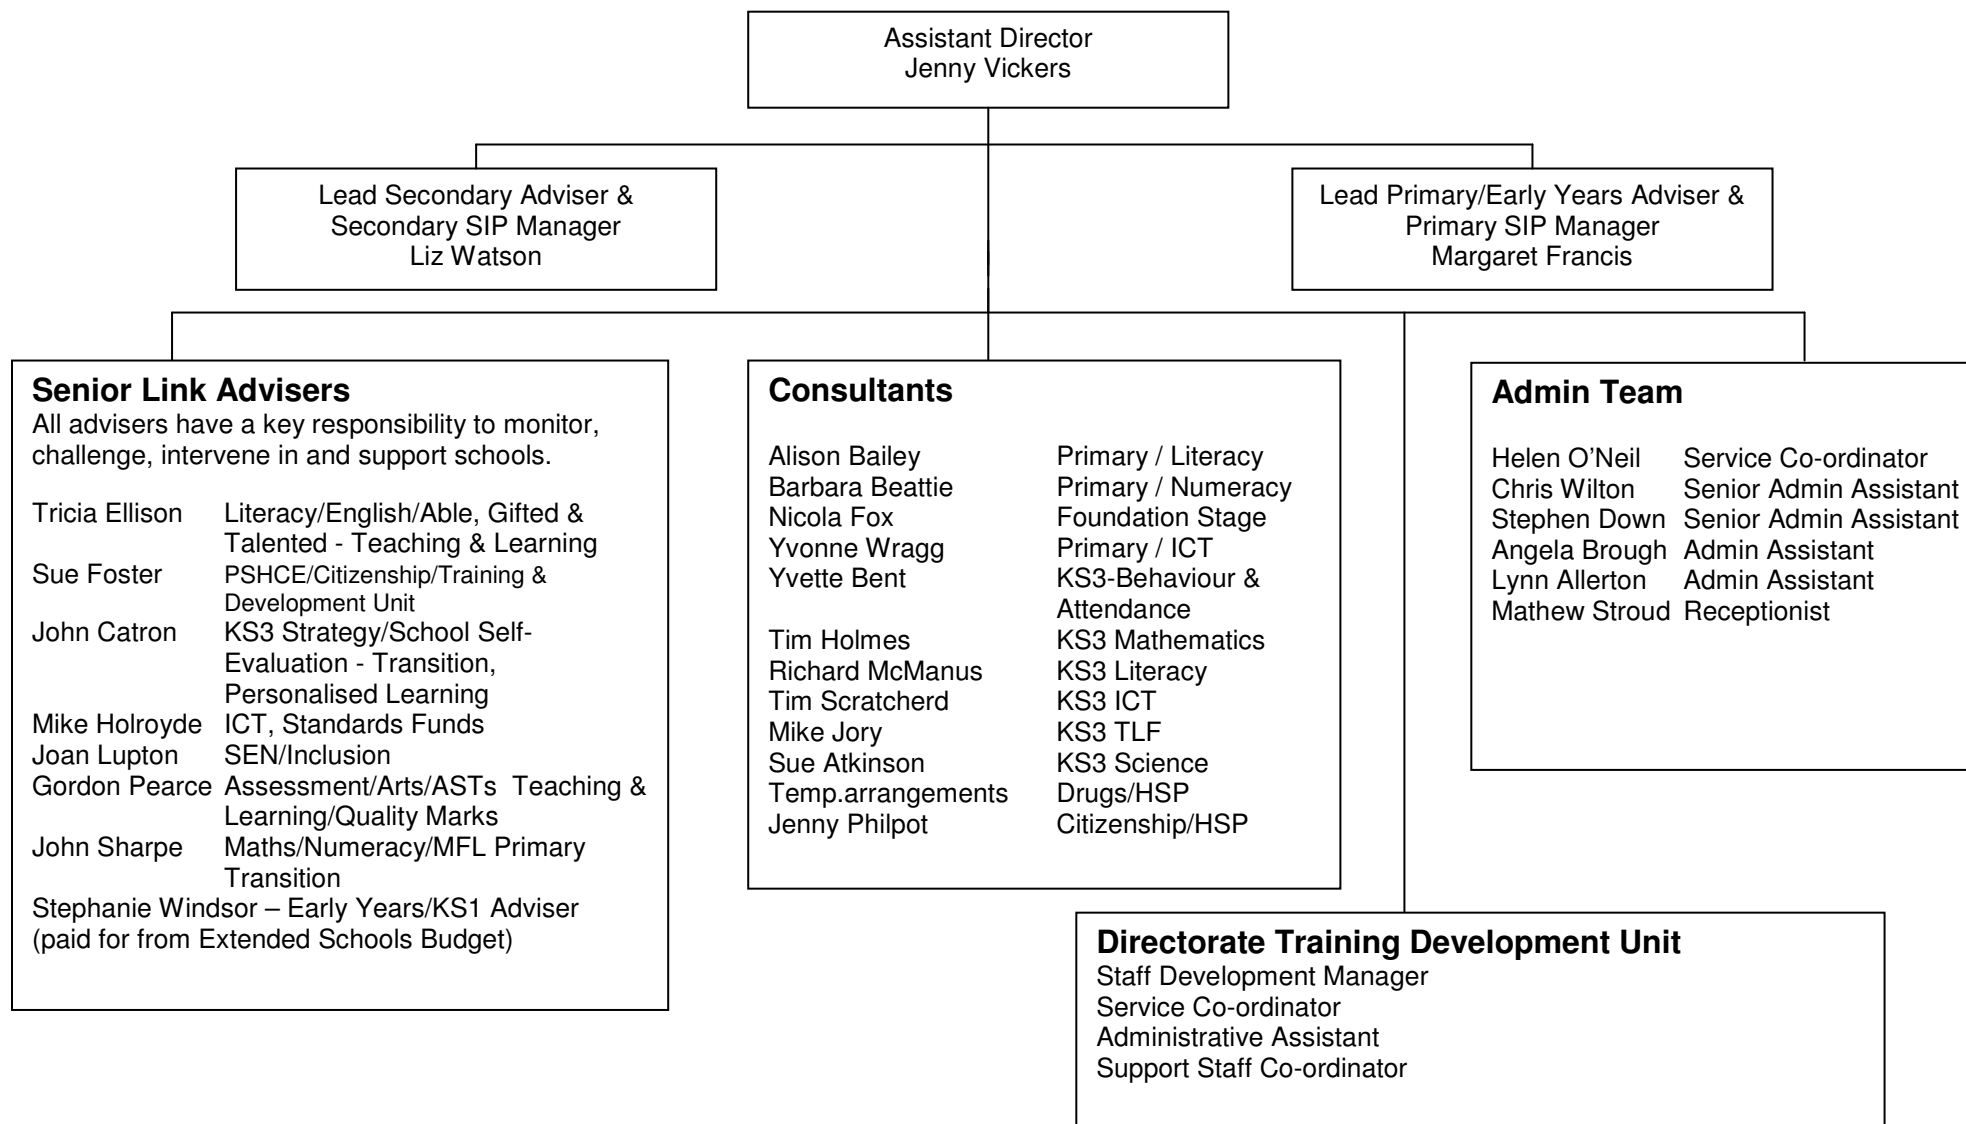 Assistant Director
Jenny Vickers
Lead Secondary Adviser &
Secondary SIP Manager
Liz Watson
Lead Primary/Early Years Adviser &
Primary SIP Manager
Margaret Francis
Senior Link Advisers
All advisers have a key responsibility to monitor,
challenge, intervene in and support schools.
Tricia Ellison Literacy/English/Able, Gifted &
Talented - Teaching & Learning
Sue Foster PSHCE/Citizenship/Training &
Development Unit
John Catron KS3 Strategy/School Self-
Evaluation - Transition,
Personalised Learning
Mike Holroyde ICT, Standards Funds
Joan Lupton SEN/Inclusion
Gordon Pearce Assessment/Arts/ASTs Teaching &
Learning/Quality Marks
John Sharpe Maths/Numeracy/MFL Primary
Transition
Stephanie Windsor – Early Years/KS1 Adviser
(paid for from Extended Schools Budget)
Consultants
Alison Bailey Primary / Literacy
Barbara Beattie Primary / Numeracy
Nicola Fox Foundation Stage
Yvonne Wragg Primary / ICT
Yvette Bent KS3-Behaviour &
Attendance
Tim Holmes KS3 Mathematics
Richard McManus KS3 Literacy
Tim Scratcherd KS3 ICT
Mike Jory KS3 TLF
Sue Atkinson KS3 Science
Temp.arrangements Drugs/HSP
Jenny Philpot Citizenship/HSP
Admin Team
Helen O’Neil Service Co-ordinator
Chris Wilton Senior Admin Assistant
Stephen Down Senior Admin Assistant
Angela Brough Admin Assistant
Lynn Allerton Admin Assistant
Mathew Stroud Receptionist
Directorate Training Development Unit
Staff Development Manager
Service Co-ordinator
Administrative Assistant
Support Staff Co-ordinator